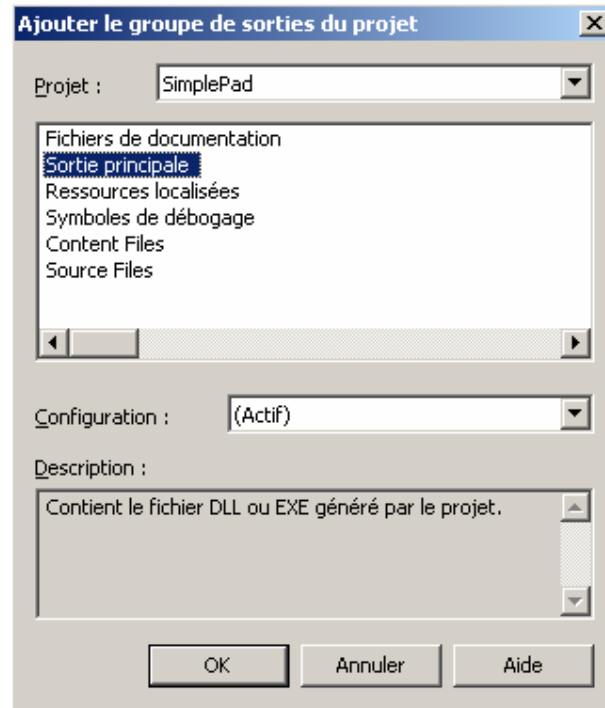 Ajouter le groupe de sorties du projet
Projet :
SimplePad
Fichiers de documentation
Sortie principale
Ressources localisées
Symboles de débogage
Content Files
Source Files
Configuration :
(Actif)
Description :
Contient le fichier DLL ou EXE généré par le projet.
OK
Annuler
Aide